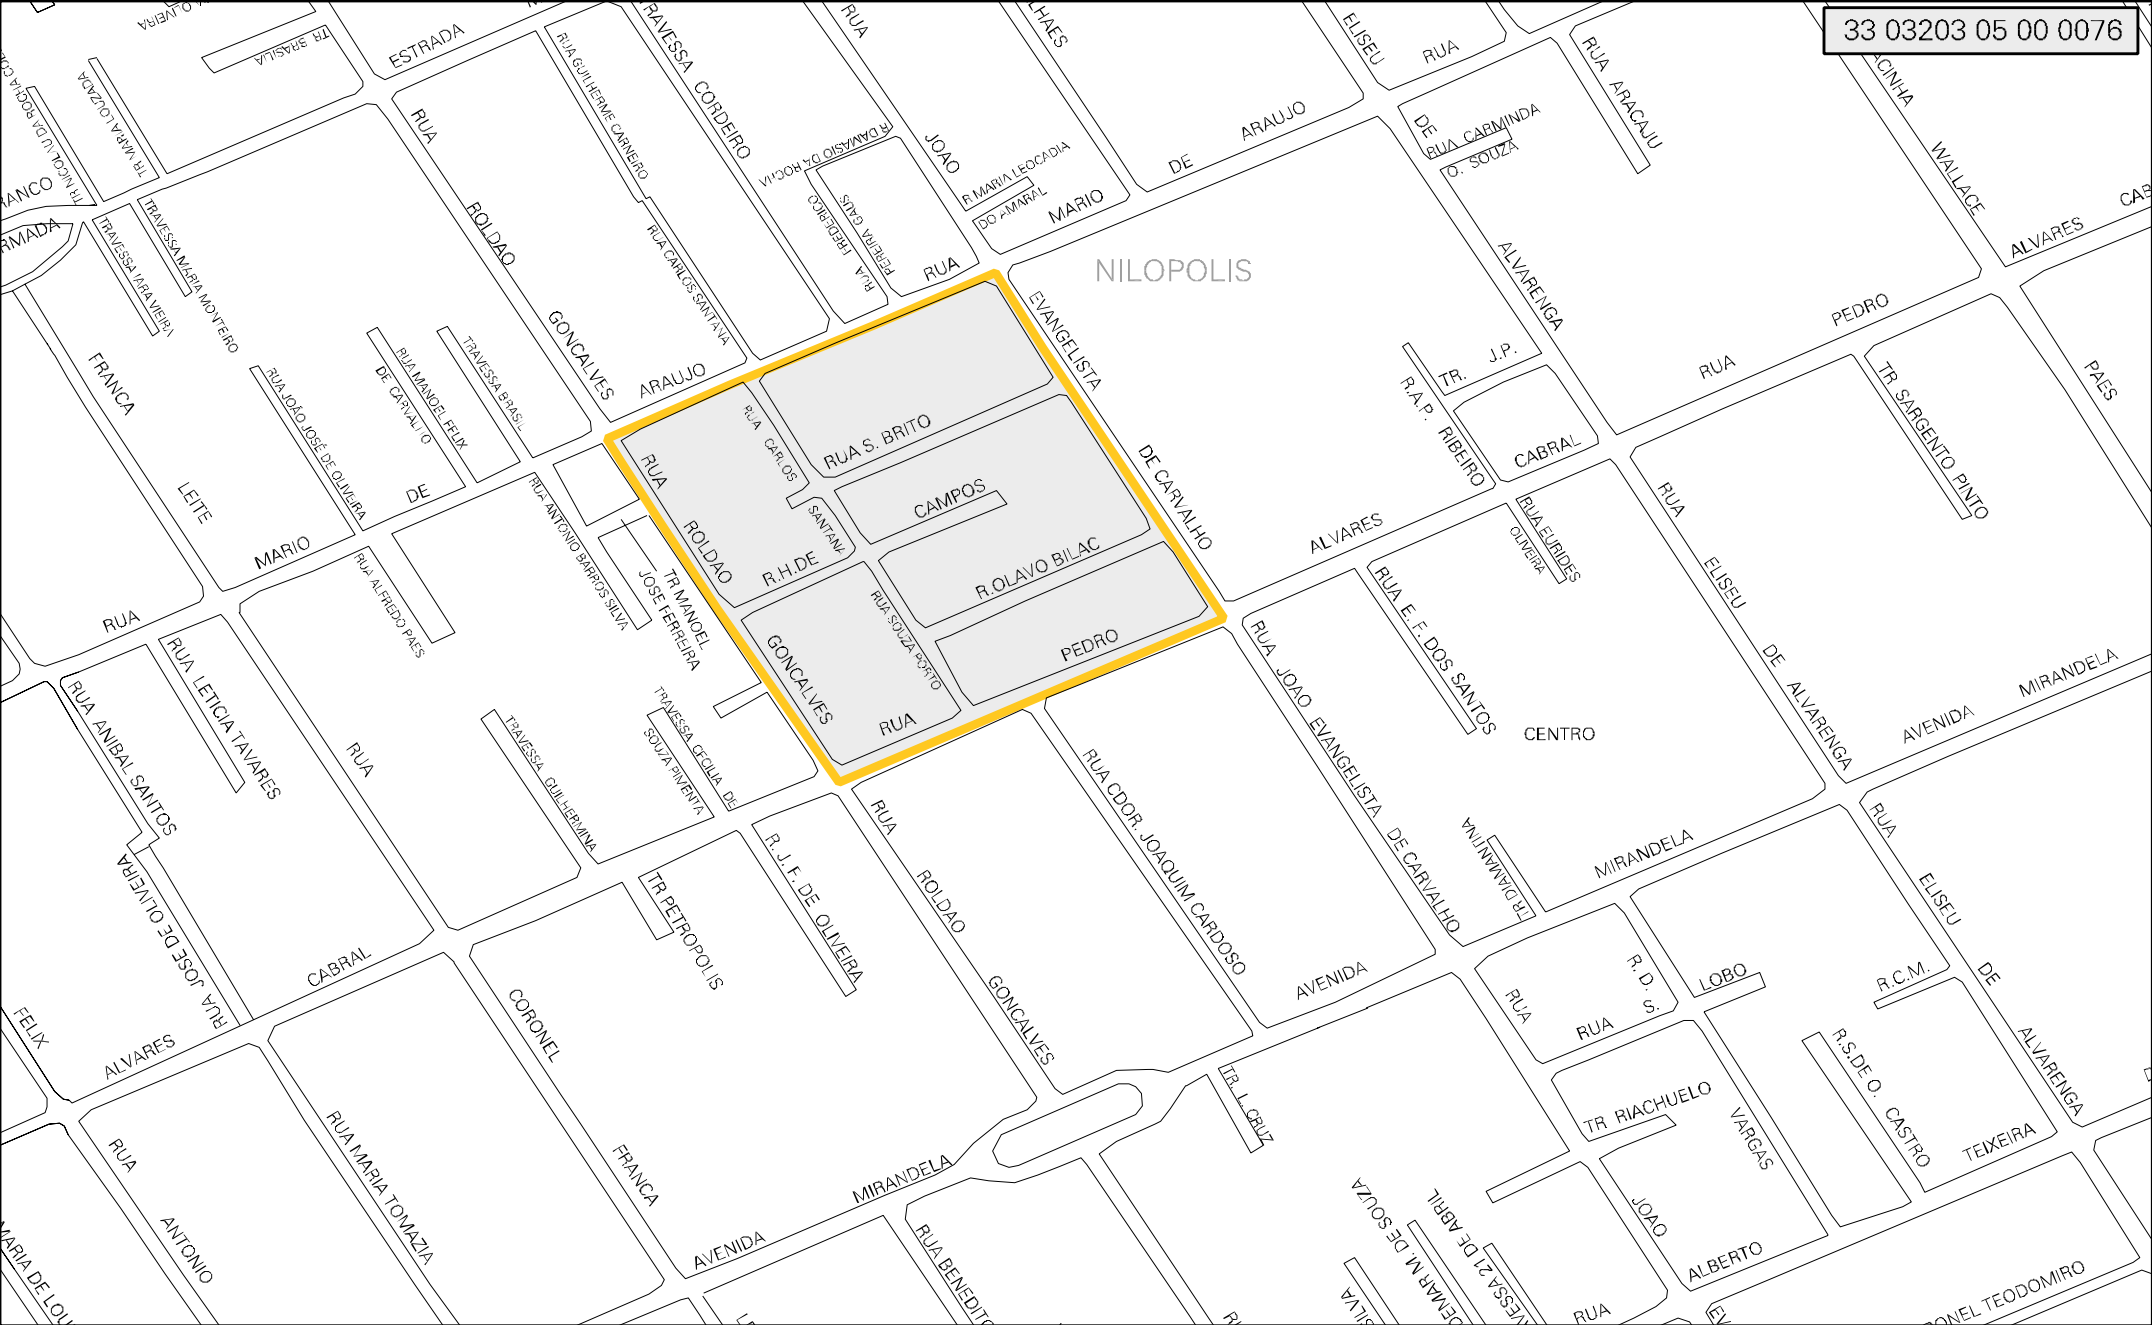 33 03203 05 00 0076
NILOPOLIS
CENTRO
TR BRASILIA
ESTRADA
RUA GUILHERME CARNEIRO
TRAVESSA CORDEIRO
RUA
JOAO
ELISEU
RUA
RUA ARACAJU
WALLACE
ALVARES
TR MARIA LOUZADA
RUA
ROLDAO
GONCALVES
R DAMASIO DA ROCHA
R MARIA LEOCADIA
DO AMARAL
MARIO
DE
ARAUJO
DE
RUA CARMINDA
O. SOUZA
ALVARENGA
TRAVESSA IARA VIEIRA
TRAVESSA MARIA MONTEIRO
RUA CARLOS SANTANA
RUA FREDERICO
PEREIRA GAUS
RUA
EVANGELISTA
DE CARVALHO
PEDRO
RUA
TR. J.P.
R.A.P. RIBEIRO
CABRAL
ALVARES
TR SARGENTO PINTO
PAES
FRANCA
LEITE
RUA JOÃO JOSÉ DE OLIVEIRA
RUA MANOEL FELIX
DE CARVALHO
TRAVESSA BRASIL
ARAUJO
DE
MARIO
RUA
RUA ANTONIO BARROS SILVA
RUA ALFREDO PAES
TR MANOEL
JOSE FERREIRA
RUA
ROLDAO
GONCALVES
RUA CARLOS
SANTANA
RUA S. BRITO
CAMPOS
R.H.DE
R.OLAVO BILAC
RUA SOUZA PORTO
PEDRO
RUA
RUA EURIDES
OLIVEIRA
RUA E. F. DOS SANTOS
RUA
ELISEU
DE
ALVARENGA
AVENIDA
MIRANDELA
RUA LETICIA TAVARES
RUA ANIBAL SANTOS
RUA JOSE DE OLIVEIRA
RUA
TRAVESSA GUILHERMINA
TRAVESSA CECILIA DE
SOUZA PIMENTA
TR PETROPOLIS
R. J. F. DE OLIVEIRA
RUA
ROLDAO
GONCALVES
RUA CDOR. JOAQUIM CARDOSO
RUA JOAO EVANGELISTA DE CARVALHO
TR DIAMANTINA
MIRANDELA
AVENIDA
RUA
ELISEU
DE
ALVARENGA
CABRAL
ALVARES
FELIX
CORONEL
FRANCA
RUA
R. D.
S.
RUA
LOBO
R.C.M.
R.S.DE O. CASTRO
TR. L. CRUZ
TR RIACHUELO
VARGAS
TEIXEIRA
RUA
ANTONIO
RUA MARIA TOMAZIA
MIRANDELA
AVENIDA
JOAO
ALBERTO
RUA